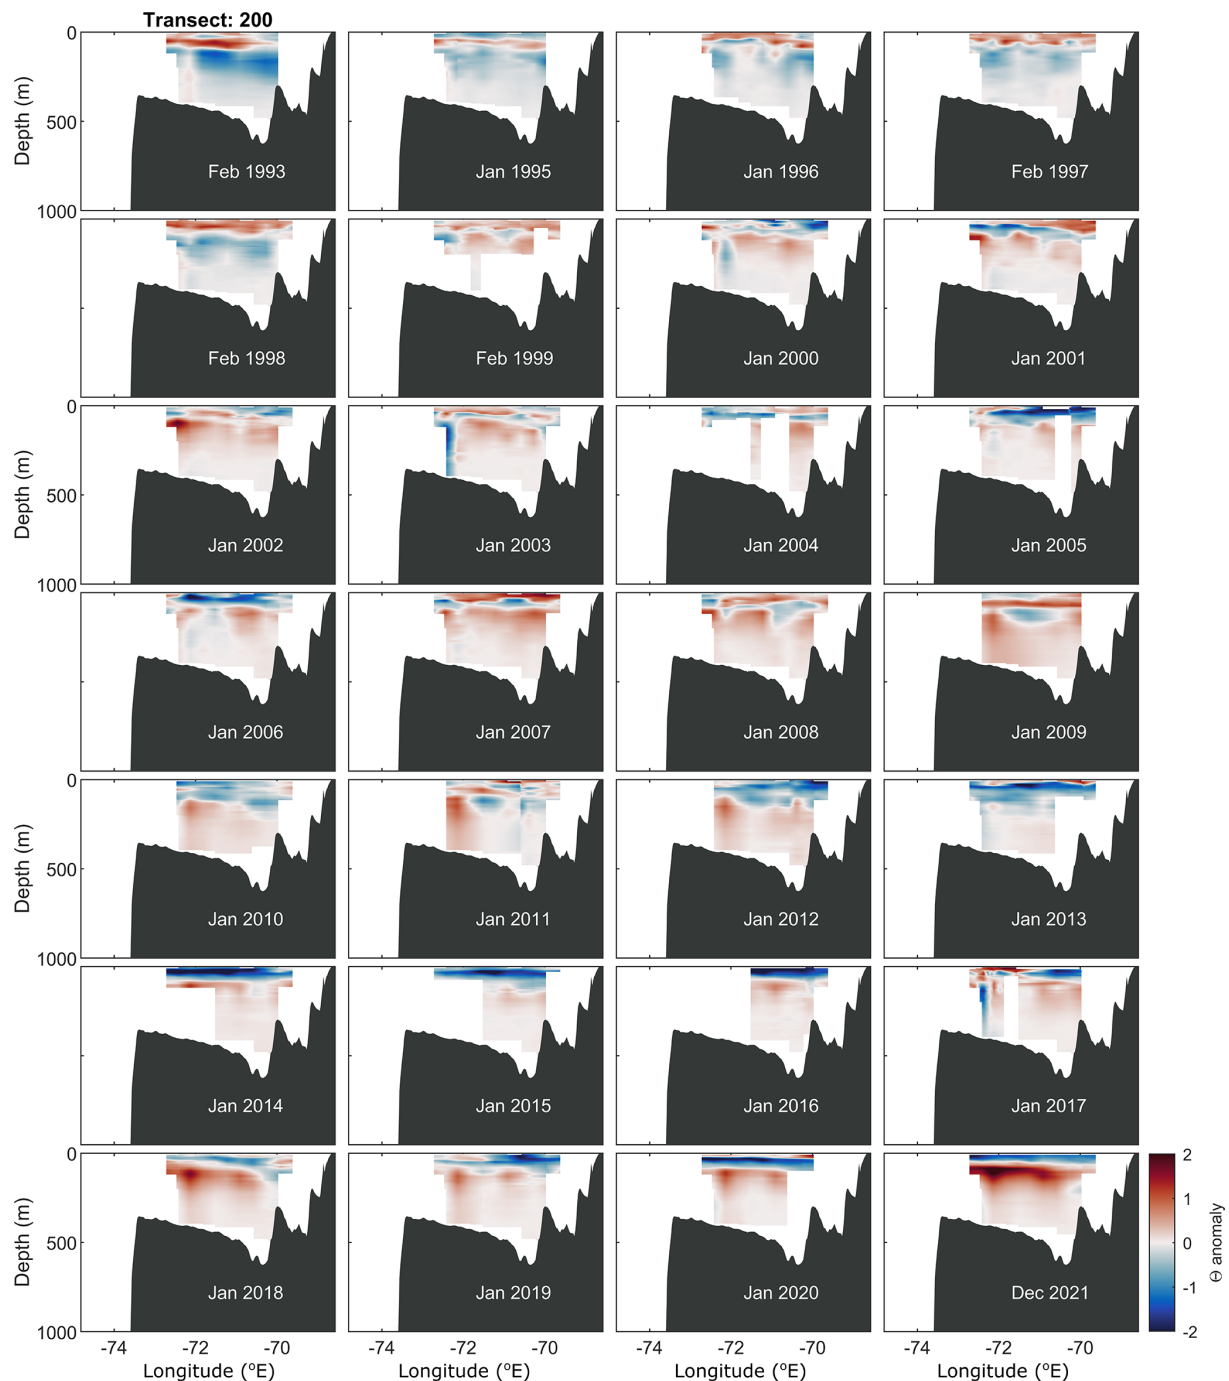 Transect: 200
0
500
1000
Depth (m)
Feb 1993
Jan 1995
Jan 1996
Feb 1997
Feb 1998
Feb 1999
Jan 2000
Jan 2001
0
500
1000
Depth (m)
Jan 2002
Jan 2003
Jan 2004
Jan 2005
Jan 2006
Jan 2007
Jan 2008
Jan 2009
0
500
1000
Depth (m)
Jan 2010
Jan 2011
Jan 2012
Jan 2013
Jan 2014
Jan 2015
Jan 2016
Jan 2017
0
500
1000
Depth (m)
Jan 2018
Jan 2019
Jan 2020
Dec 2021
2
1
0
-1
-2
Θ anomaly
-74 -72 -70
-74 -72 -70
-74 -72 -70
-74 -72 -70
Longitude (°E)
Longitude (°E)
Longitude (°E)
Longitude (°E)